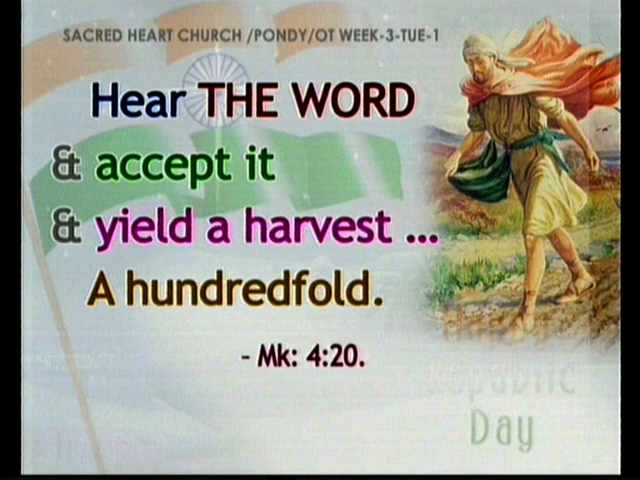 SACRED HEART CHURCH /PONDY/OT WEEK-3-TUE-1
Hear THE WORD
& accept it
& yield a harvest ...
A hundredfold.
- Mk: 4:20.
Republic
Day